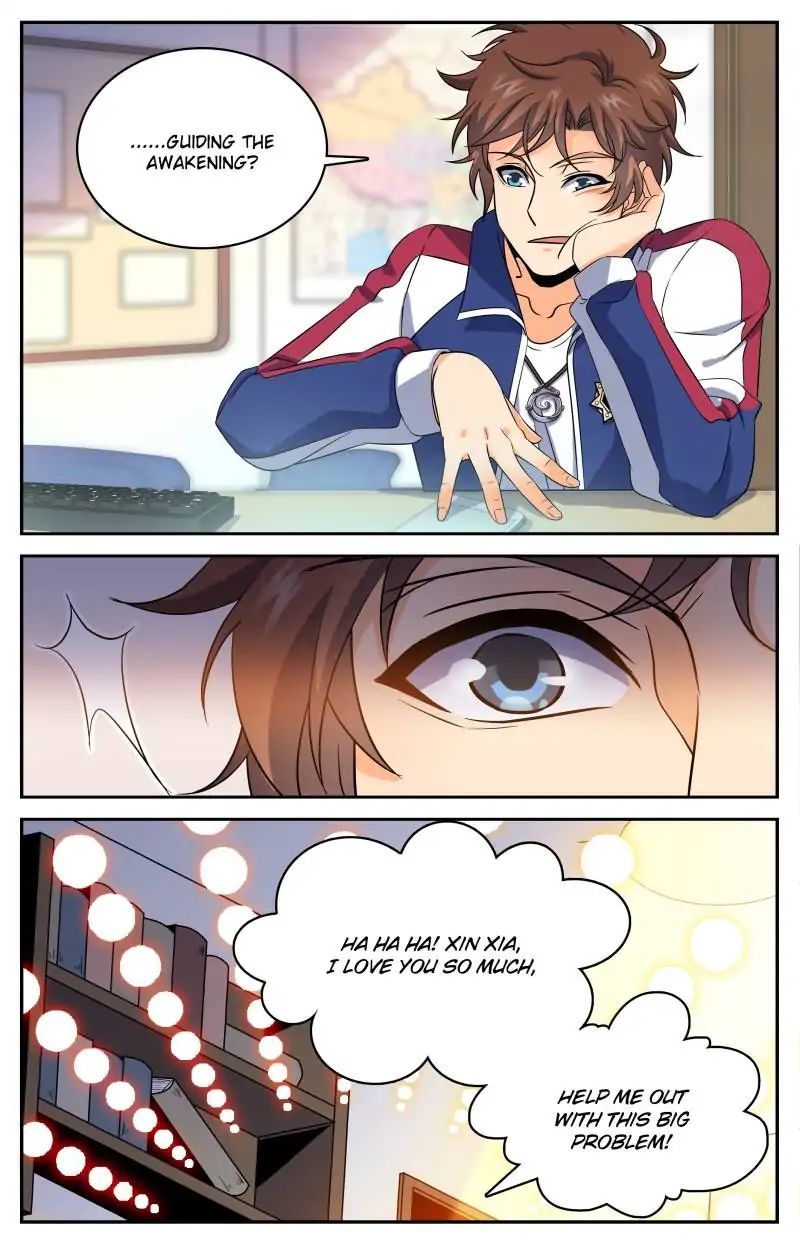 ......GUIDING THE
AWAKENING?
HA HA HA! XIN XIA,
I LOVE YOU SO MUCH,
HELP ME OUT
WITH THIS BIG
PROBLEM!